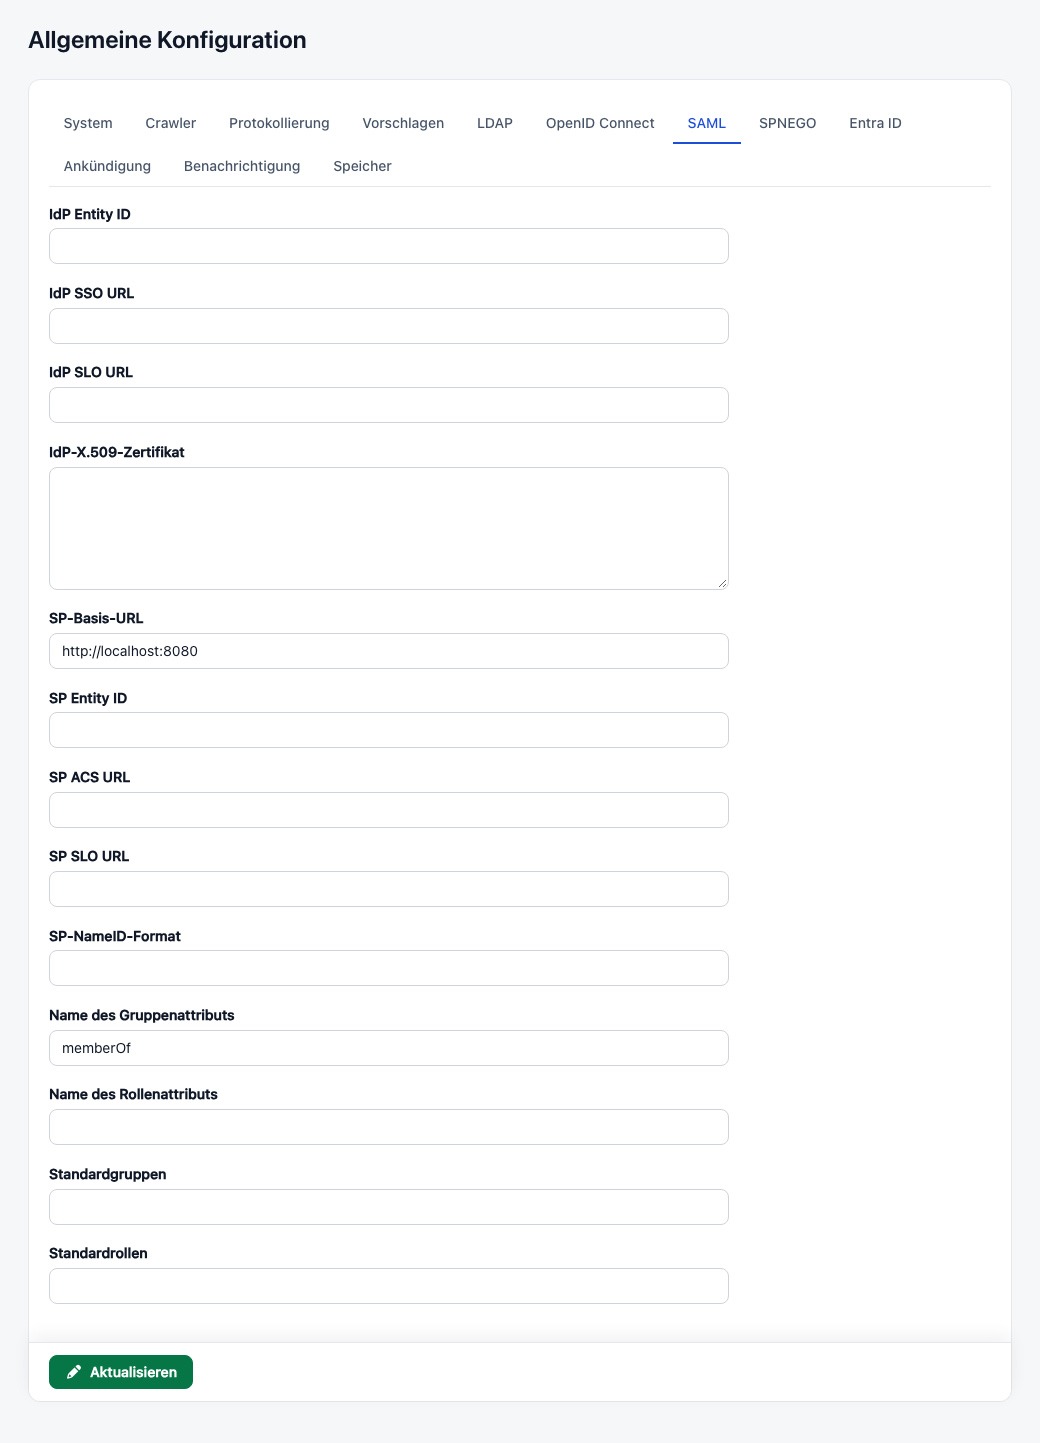 Allgemeine Konfiguration
System Crawler Protokollierung Vorschlagen LDAP OpenID Connect SAML SPNEGO Entra ID
Ankündigung Benachrichtigung Speicher
IdP Entity ID
IdP SSO URL
IdP SLO URL
IdP-X.509-Zertifikat
SP-Basis-URL
http://localhost:8080
SP Entity ID
SP ACS URL
SP SLO URL
SP-NameID-Format
Name des Gruppenattributs
memberOf
Name des Rollenattributs
Standardgruppen
Standardrollen
Aktualisieren